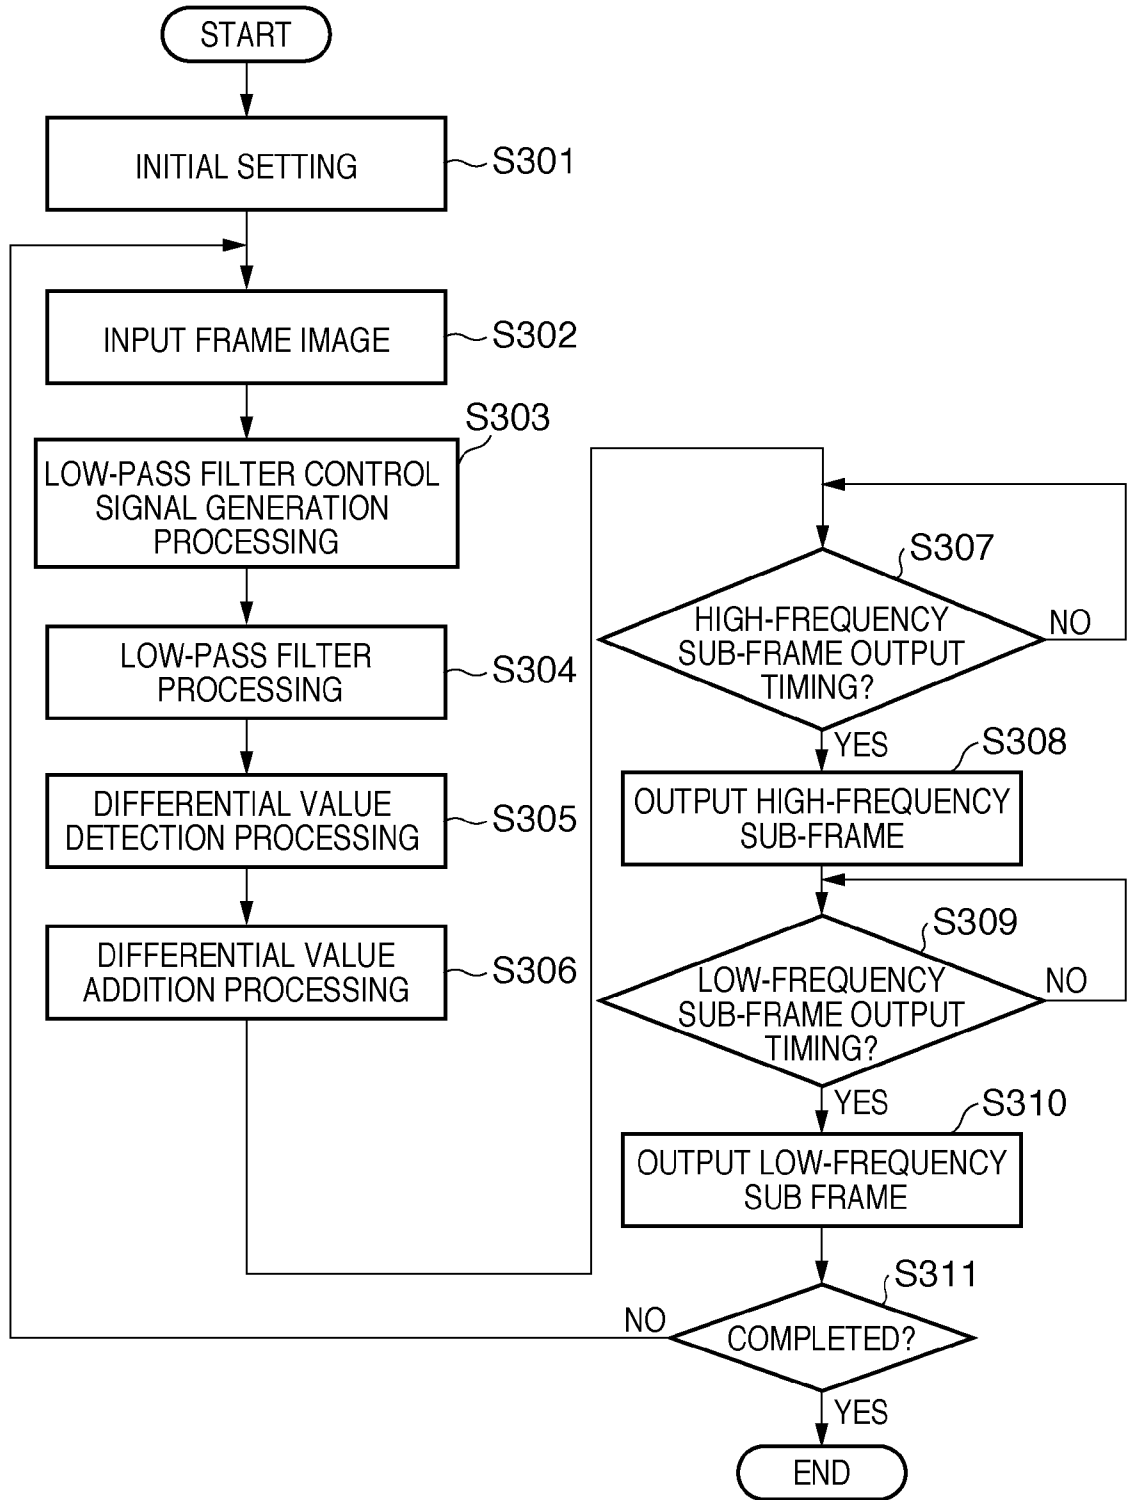 START
INITIAL SETTING
S301
INPUT FRAME IMAGE
S302
S303
LOW-PASS FILTER CONTROL
SIGNAL GENERATION
PROCESSING
LOW-PASS FILTER
PROCESSING
S304
DIFFERENTIAL VALUE
DETECTION PROCESSING
S305
DIFFERENTIAL VALUE
ADDITION PROCESSING
S306
S307
HIGH-FREQUENCY
SUB-FRAME OUTPUT
TIMING?
NO
YES
S308
OUTPUT HIGH-FREQUENCY
SUB-FRAME
S309
LOW-FREQUENCY
SUB-FRAME OUTPUT
TIMING?
NO
YES
S310
OUTPUT LOW-FREQUENCY
SUB FRAME
S311
COMPLETED?
NO
YES
END